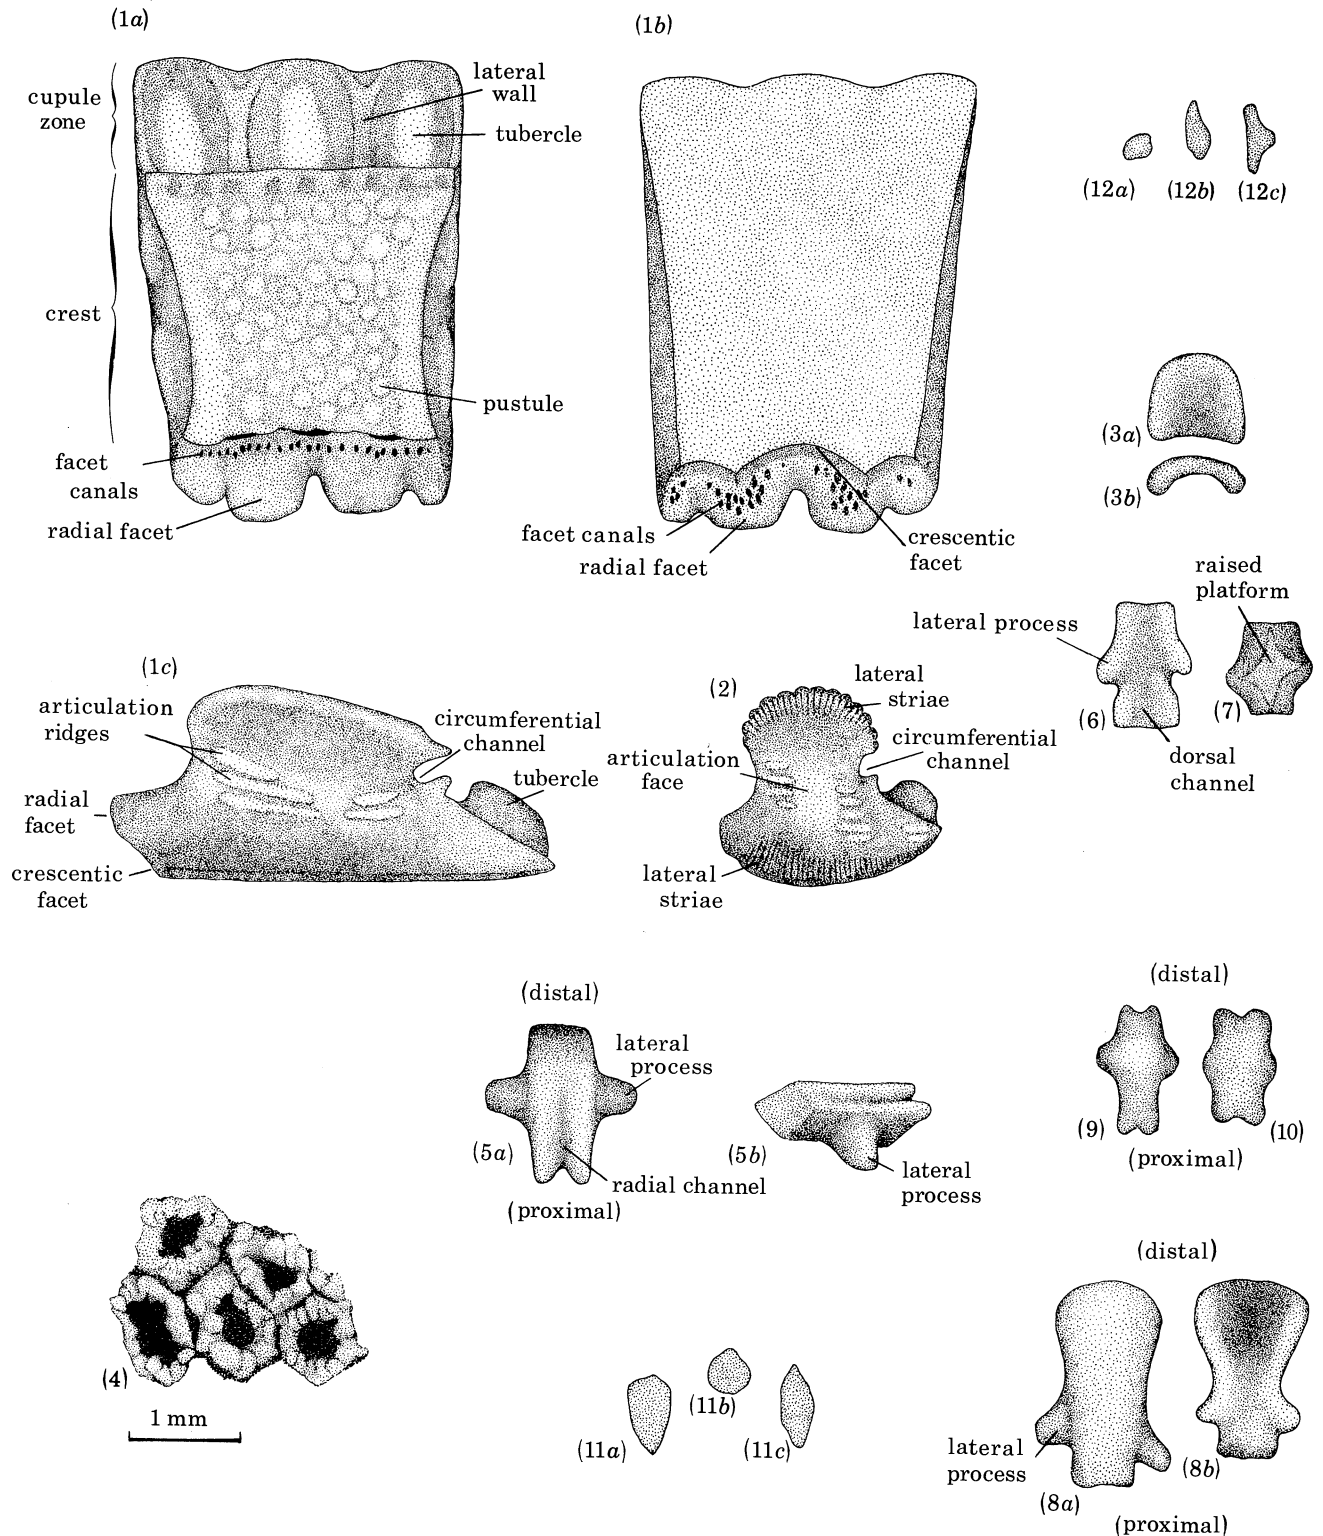 (1a)
(1b)
cupule
zone
lateral
wall
tubercle
(12a)
(12b)
(12c)
crest
pustule
facet
canals
radial facet
facet canals
radial facet
crescentic
facet
(3a)
(3b)
raised
platform
lateral process
(6)
(7)
dorsal
channel
(1c)
articulation
ridges
circumferential
channel
tubercle
radial
facet
crescentic
facet
(2)
lateral
striae
circumferential
channel
articulation
face
lateral
striae
(distal)
lateral
process
(5a)
radial channel
(proximal)
(5b)
lateral
process
(distal)
(9)
(10)
(proximal)
(4)
1 mm
(11a)
(11b)
(11c)
(distal)
lateral
process
(8a)
(8b)
(proximal)